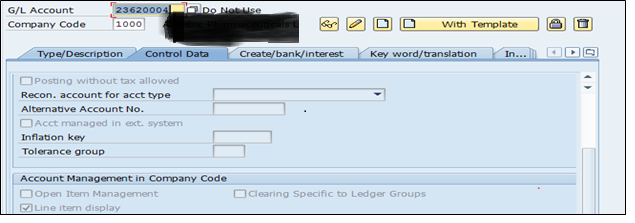 G/L Account 23620004 Do Not Use
Company Code 1000 With Template
Type/Description Control Data Create/bank/interest Key word/translation In...
Posting without tax allowed
Recon. account for acct type
Alternative Account No. .
Acct managed in ext. system
Inflation key
Tolerance group
Account Management in Company Code
Open Item Management Clearing Specific to Ledger Groups
Line item display